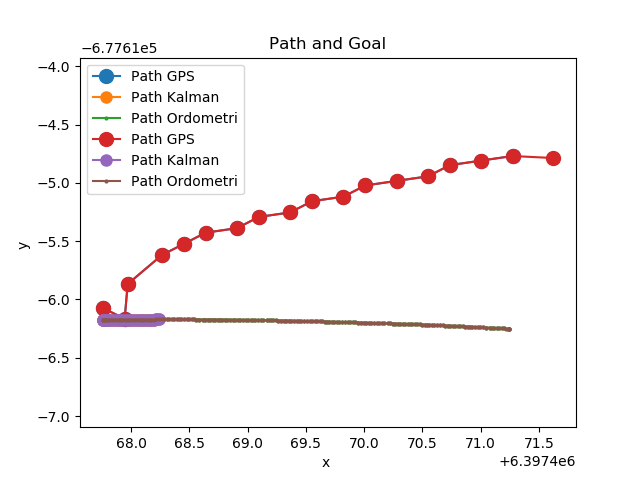 Path and Goal
−6.7761e5
Path GPS
Path Kalman
Path Ordometri
Path GPS
Path Kalman
Path Ordometri
−4.0
−4.5
−5.0
−5.5
−6.0
−6.5
−7.0
y
68.0 68.5 69.0 69.5 70.0 70.5 71.0 71.5
x
+6.3974e6